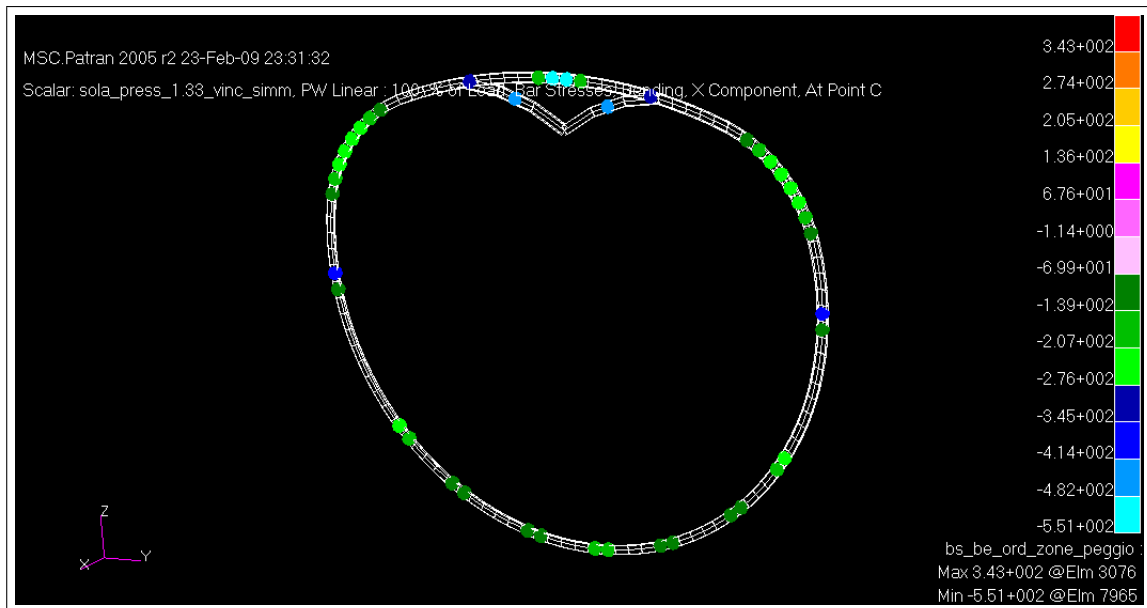 MSC.Patran 2005 r2 23-Feb-09 23:31:32
Scalar: sola_press_1.33_vinc_simm, PW Linear : 100. % of Load, Bar Stresses, Bending, X Component, At Point C
3.43+002
2.74+002
2.05+002
1.36+002
6.76+001
-1.14+000
-6.99+001
-1.39+002
-2.07+002
-2.76+002
-3.45+002
-4.14+002
-4.82+002
-5.51+002
Z
X
Y
bs_be_ord_zone_peggio :
Max 3.43+002 @Elm 3076
Min -5.51+002 @Elm 7965